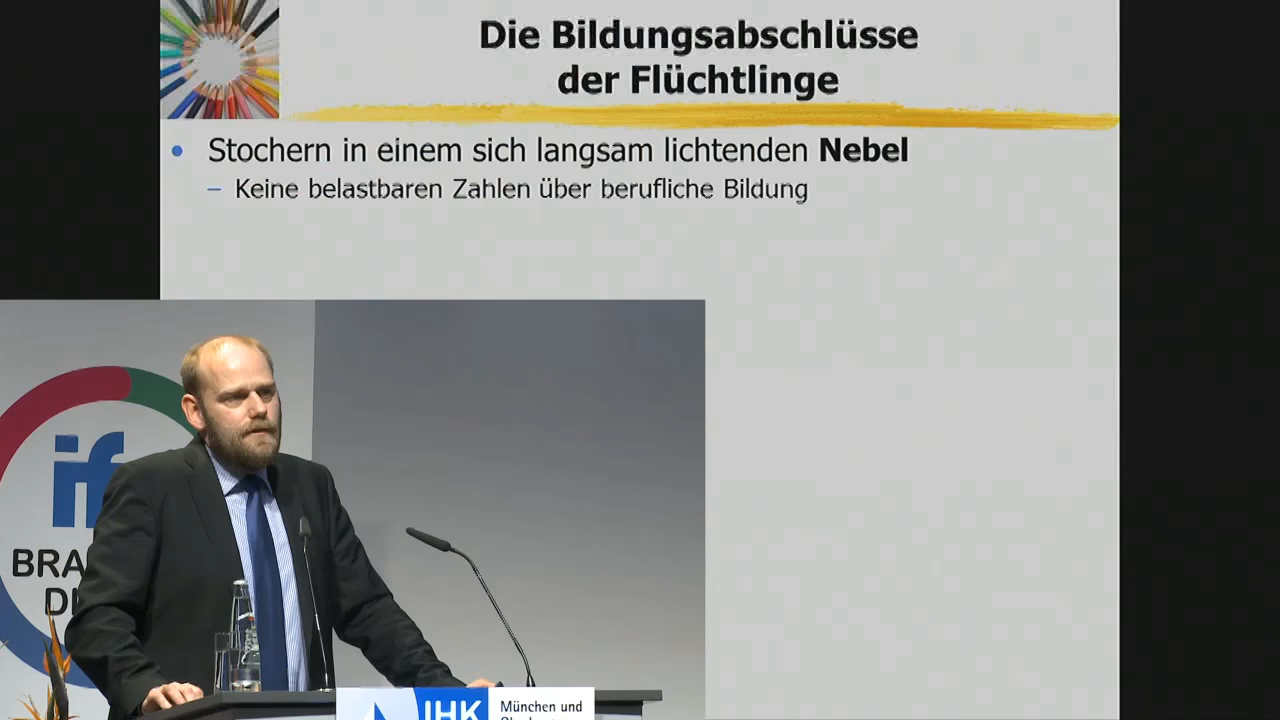 Die Bildungsabschlüsse
der Flüchtlinge
Stochern in einem sich langsam lichtenden Nebel
– Keine belastbaren Zahlen über berufliche Bildung
if
IHK
München und